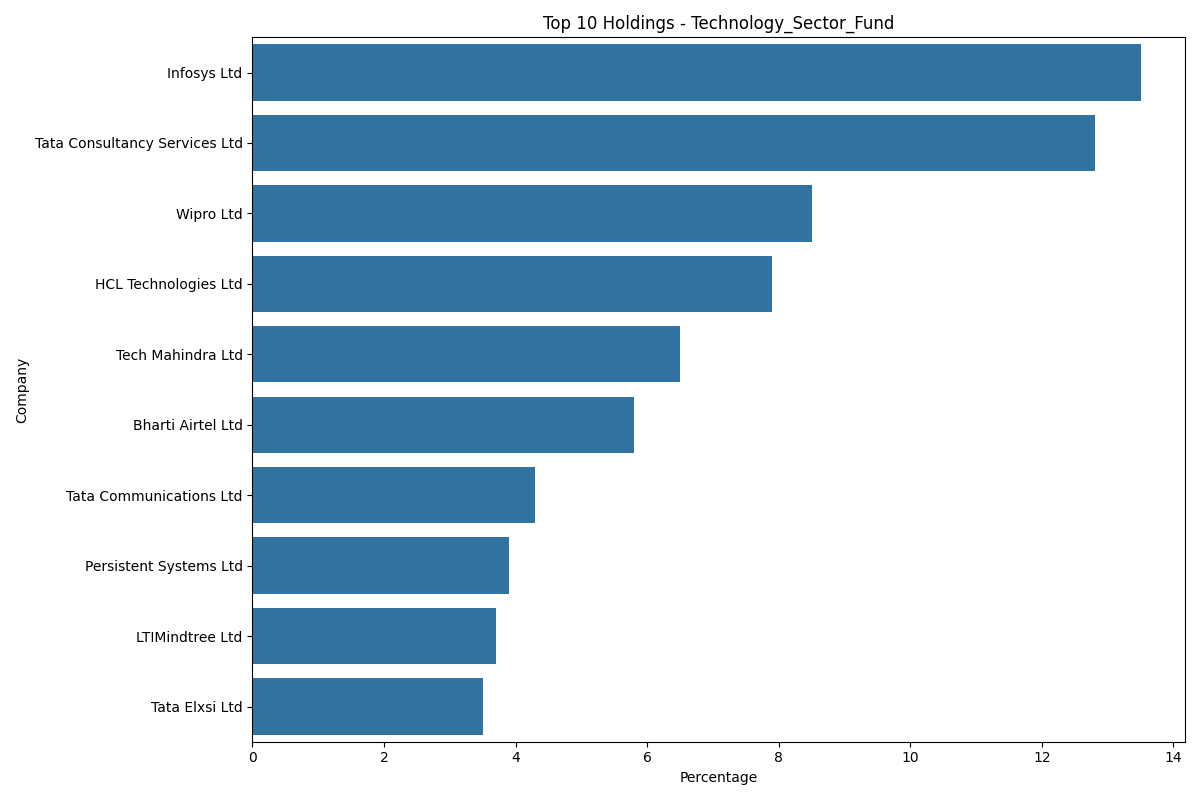 Top 10 Holdings - Technology_Sector_Fund
Infosys Ltd
Tata Consultancy Services Ltd
Wipro Ltd
HCL Technologies Ltd
Tech Mahindra Ltd
Bharti Airtel Ltd
Tata Communications Ltd
Persistent Systems Ltd
LTIMindtree Ltd
Tata Elxsi Ltd
Company
0 2 4 6 8 10 12 14
Percentage